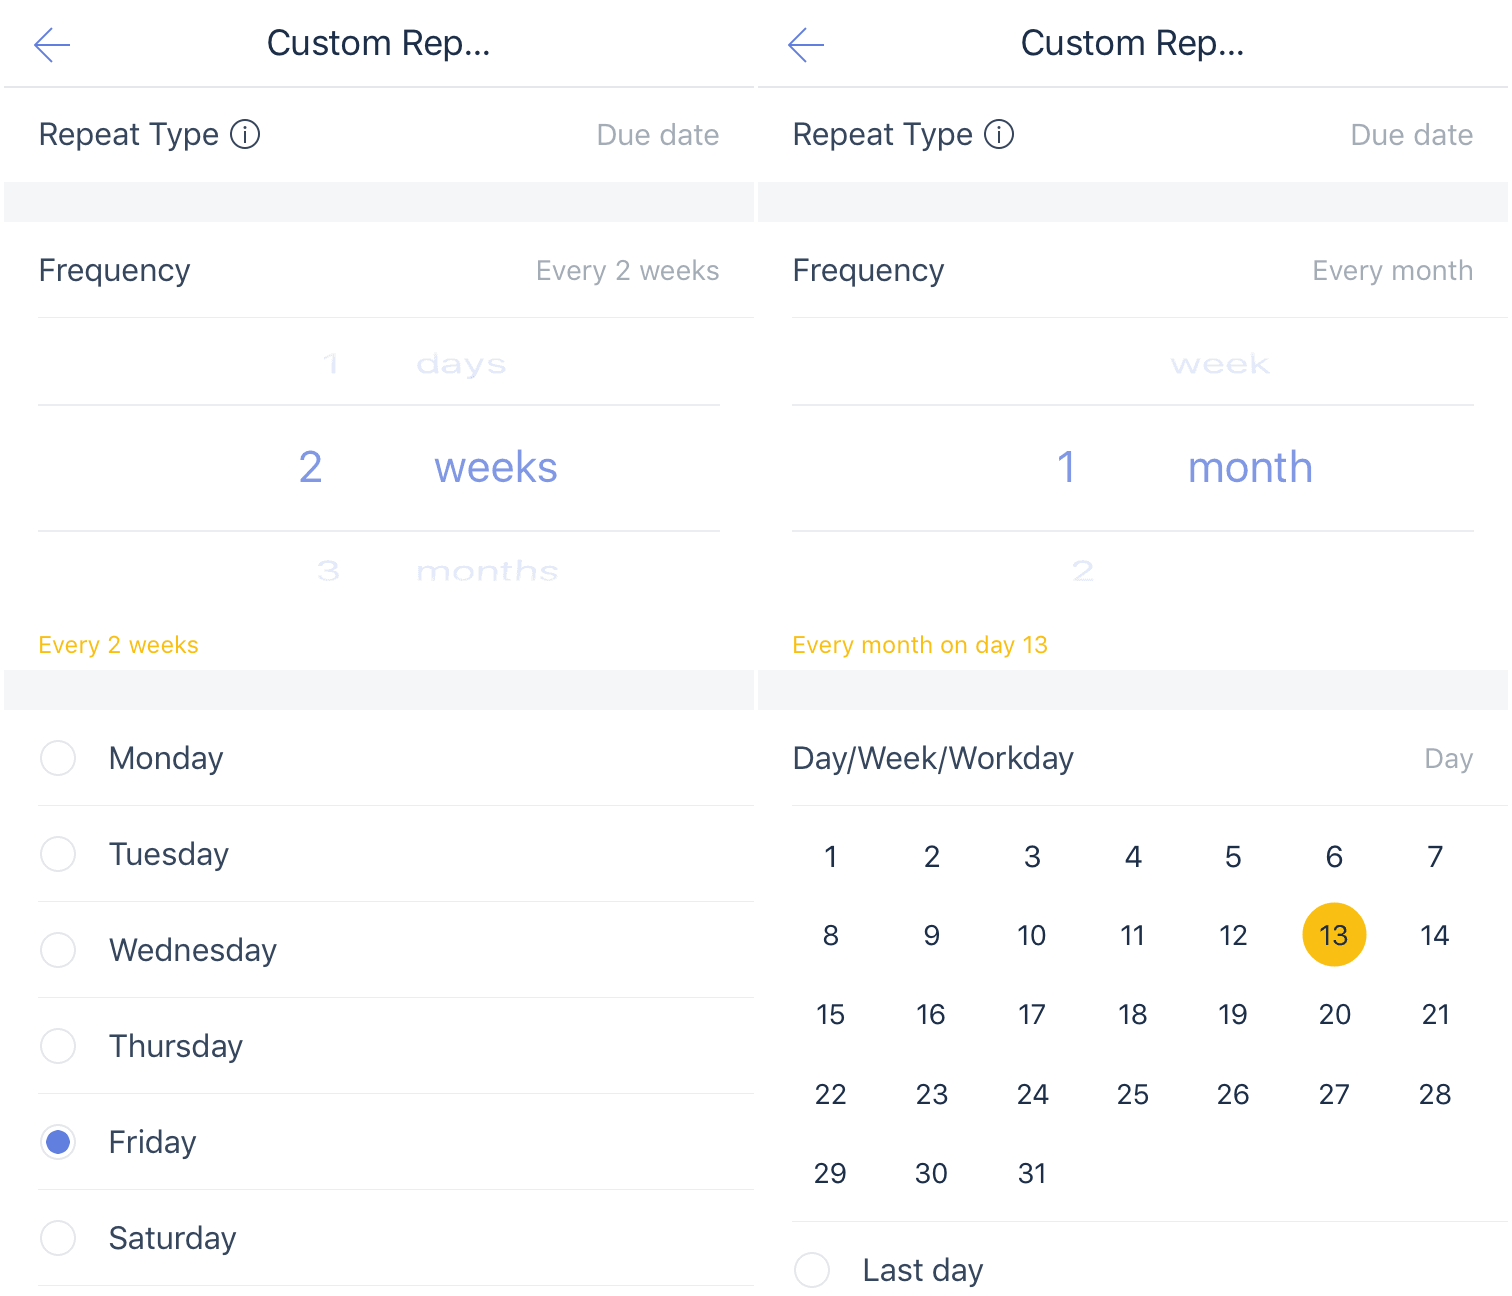 Custom Rep...
Repeat Type
Due date
Frequency
Every 2 weeks
1 days
2 weeks
3 months
Every 2 weeks
Monday
Tuesday
Wednesday
Thursday
Friday
Saturday
Custom Rep...
Repeat Type
Due date
Frequency
Every month
week
1 month
2
Every month on day 13
Day/Week/Workday
Day
1 2 3 4 5 6 7
8 9 10 11 12 13 14
15 16 17 18 19 20 21
22 23 24 25 26 27 28
29 30 31
Last day